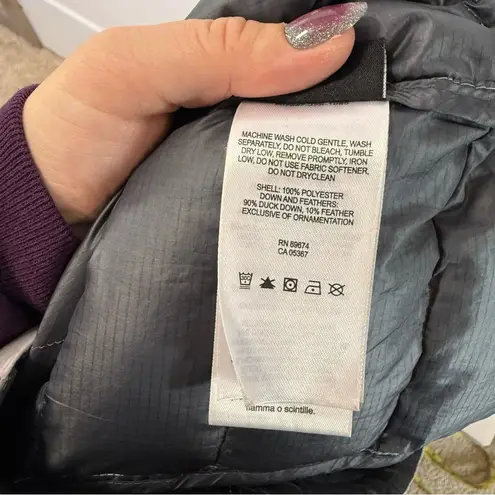 MACHINE WASH COLD GENTLE, WASH
SEPARATELY, DO NOT BLEACH, TUMBLE
DRY LOW, REMOVE PROMPTLY, IRON
LOW, DO NOT USE FABRIC SOFTENER,
DO NOT DRYCLEAN
SHELL: 100% POLYESTER
DOWN AND FEATHERS:
90% DUCK DOWN, 10% FEATHER
EXCLUSIVE OF ORNAMENTATION
RN 89674
CA 05367
fiamma o scintille.